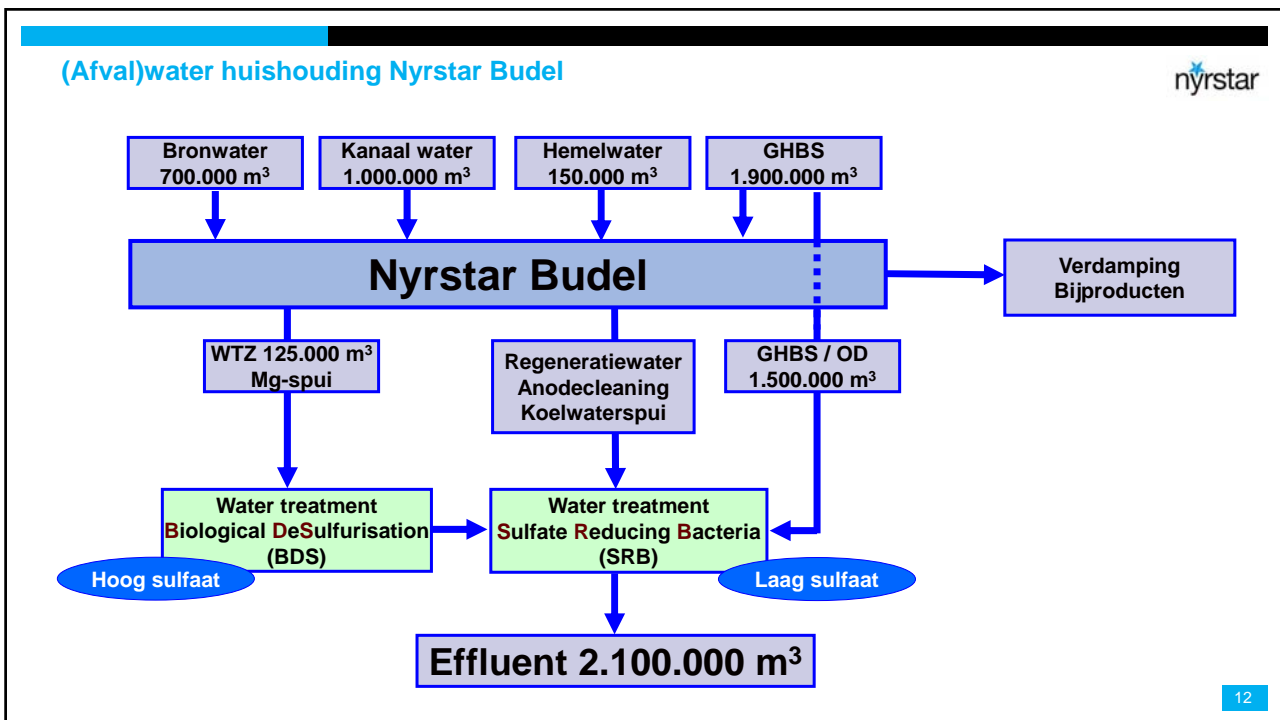 (Afval)water huishouding Nyrstar Budel
nyrstar
Bronwater
700.000 m³
Kanaal water
1.000.000 m³
Hemelwater
150.000 m³
GHBS
1.900.000 m³
Nyrstar Budel
Verdamping
Bijproducten
WTZ 125.000 m³
Mg-spui
Regeneratiewater
Anodecleaning
Koelwaterspui
GHBS / OD
1.500.000 m³
Water treatment
Biological DeSulfurisation
(BDS)
Water treatment
Sulfate Reducing Bacteria
(SRB)
Hoog sulfaat
Laag sulfaat
Effluent 2.100.000 m³
12